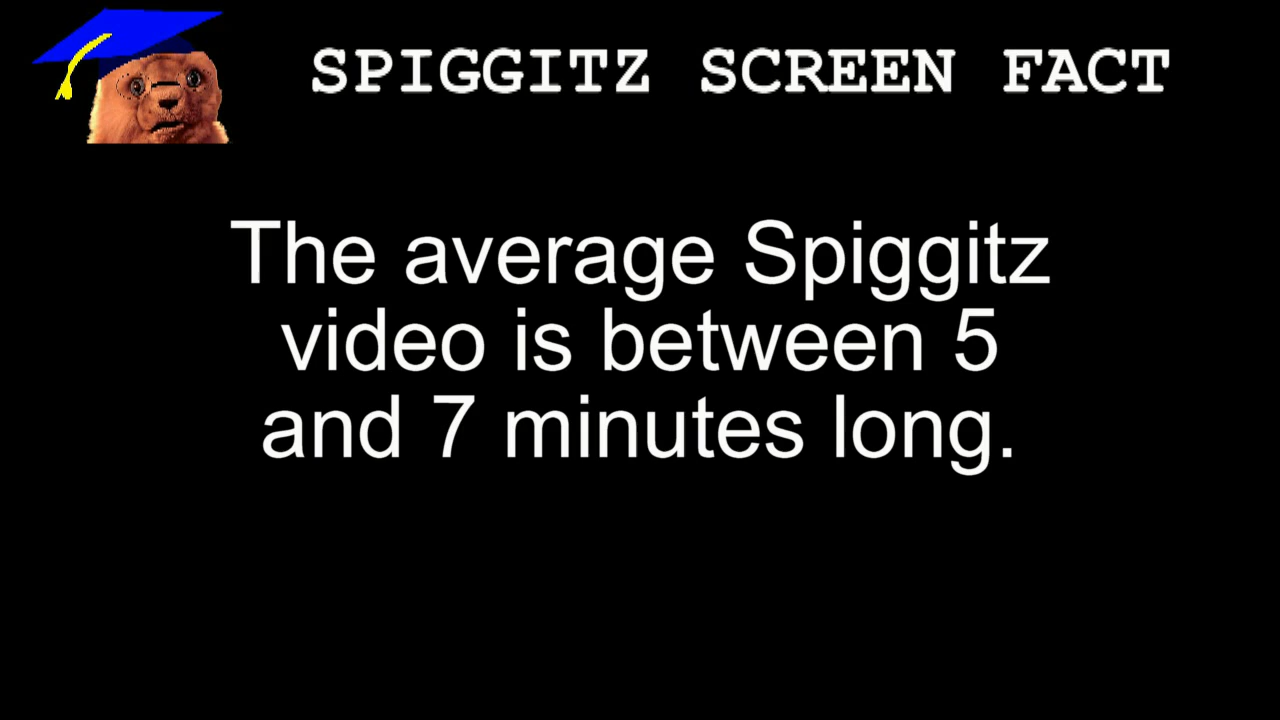 SPIGGITZ SCREEN FACT
The average Spiggitz
video is between 5
and 7 minutes long.